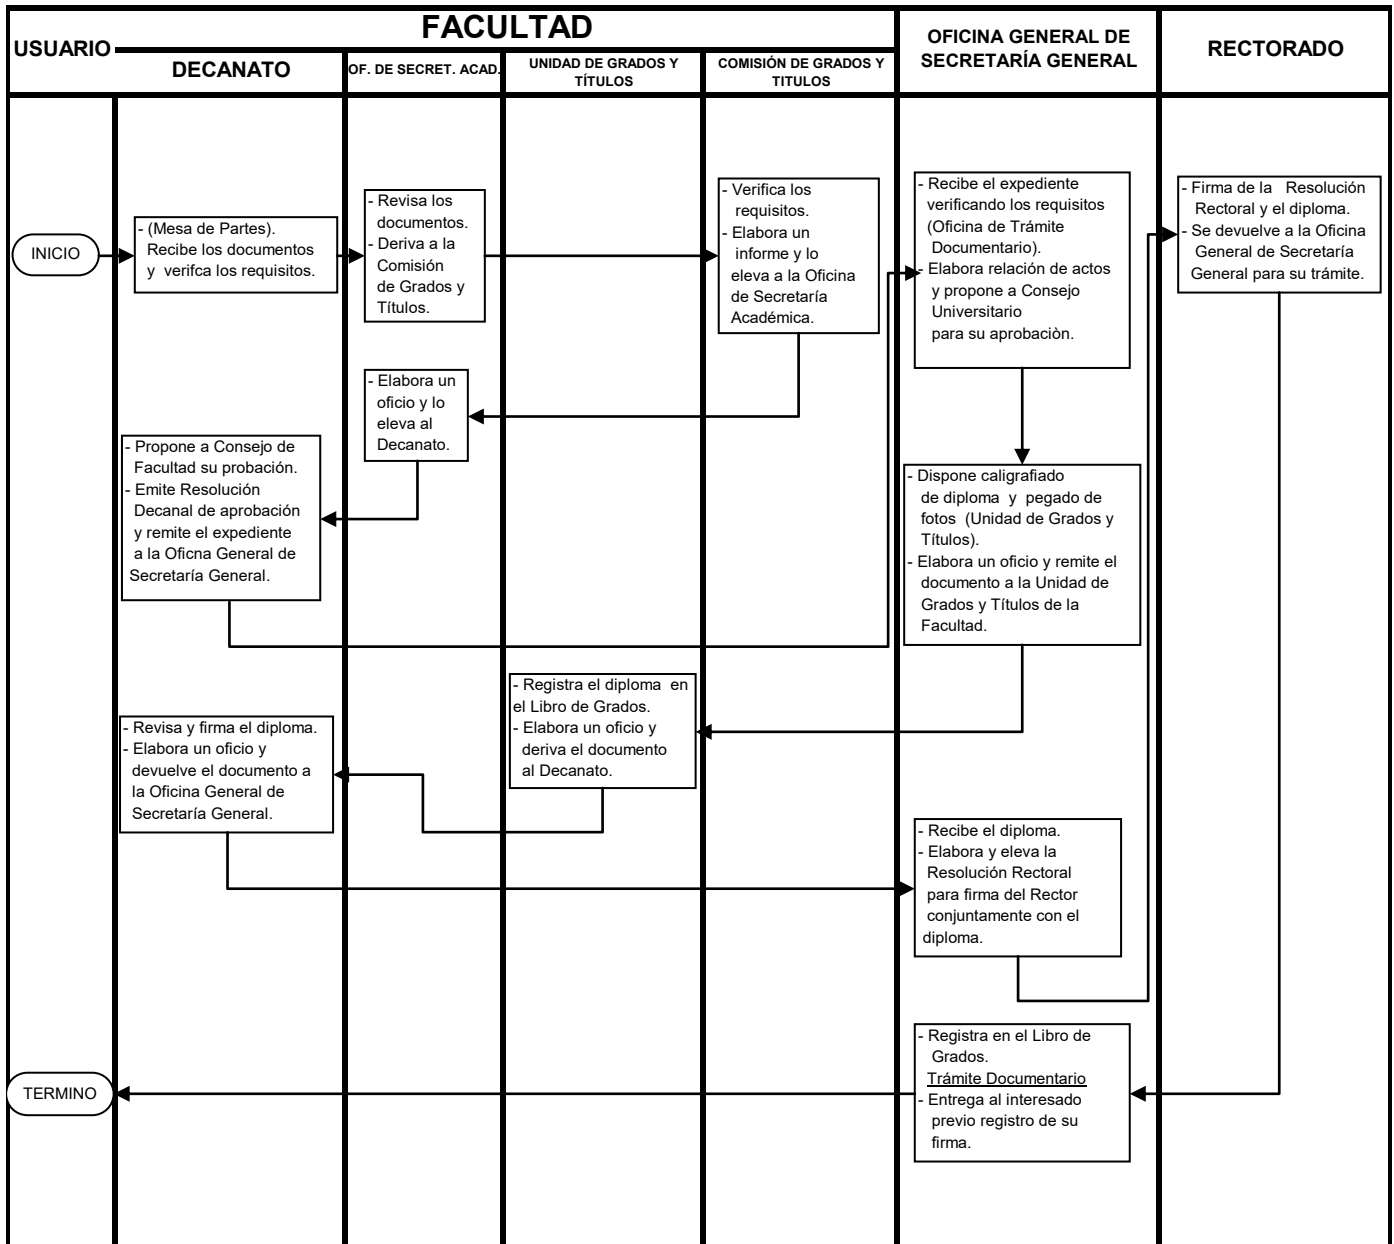 USUARIO
FACULTAD
DECANATO
OF. DE SECRET. ACAD.
UNIDAD DE GRADOS Y
TÍTULOS
COMISIÓN DE GRADOS Y
TITULOS
OFICINA GENERAL DE
SECRETARÍA GENERAL
RECTORADO
INICIO
- (Mesa de Partes).
Recibe los documentos
y verifca los requisitos.
- Revisa los
documentos.
- Deriva a la
Comisión
de Grados y
Títulos.
- Verifica los
requisitos.
- Elabora un
informe y lo
eleva a la Oficina
de Secretaría
Académica.
- Recibe el expediente
verificando los requisitos
(Oficina de Trámite
Documentario).
- Elabora relación de actos
y propone a Consejo
Universitario
para su aprobaciòn.
- Firma de la Resolución
Rectoral y el diploma.
- Se devuelve a la Oficina
General de Secretaría
General para su trámite.
- Elabora un
oficio y lo
eleva al
Decanato.
- Propone a Consejo de
Facultad su probación.
- Emite Resolución
Decanal de aprobación
y remite el expediente
a la Oficna General de
Secretaría General.
- Dispone caligrafiado
de diploma y pegado de
fotos (Unidad de Grados y
Títulos).
- Elabora un oficio y remite el
documento a la Unidad de
Grados y Títulos de la
Facultad.
- Registra el diploma en
el Libro de Grados.
- Elabora un oficio y
deriva el documento
al Decanato.
- Revisa y firma el diploma.
- Elabora un oficio y
devuelve el documento a
la Oficina General de
Secretaría General.
- Recibe el diploma.
- Elabora y eleva la
Resolución Rectoral
para firma del Rector
conjuntamente con el
diploma.
- Registra en el Libro de
Grados.
Trámite Documentario
- Entrega al interesado
previo registro de su
firma.
TERMINO